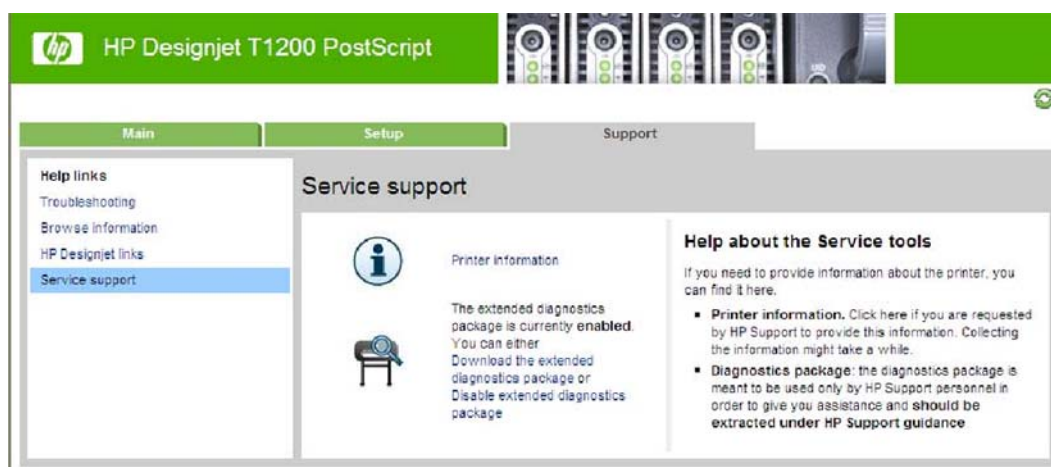 hp
HP Designjet T1200 PostScript
UID
Main
Setup
Support
Help links
Troubleshooting
Browse information
HP Designjet links
Service support
Service support
Printer information
The extended diagnostics
package is currently enabled.
You can either
Download the extended
diagnostics package or
Disable extended diagnostics
package
Help about the Service tools
If you need to provide information about the printer, you
can find it here.
▪ Printer information. Click here if you are requested
by HP Support to provide this information. Collecting
the information might take a while.
▪ Diagnostics package: the diagnostics package is
meant to be used only by HP Support personnel in
order to give you assistance and should be
extracted under HP Support guidance